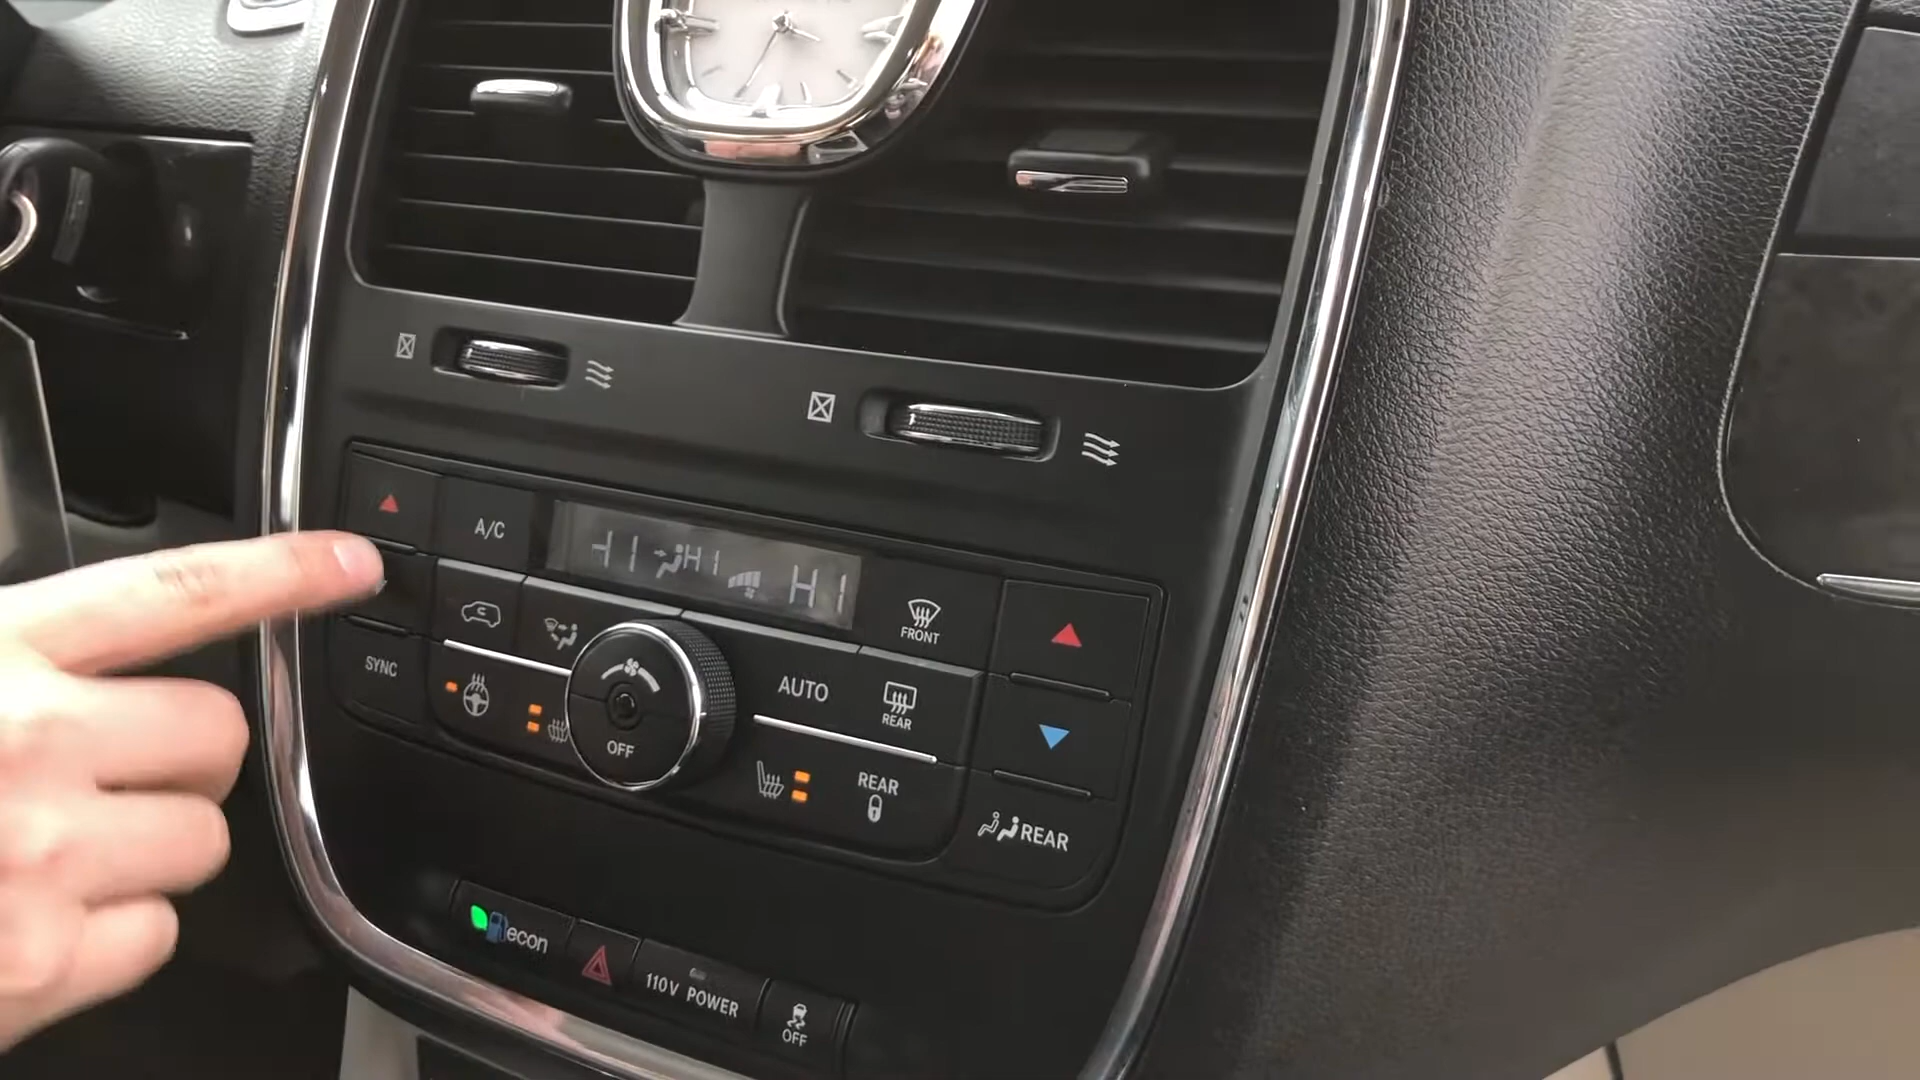 A/C
HI HI HI
FRONT
SYNC
AUTO
REAR
OFF
REAR
REAR
econ
110V POWER
OFF